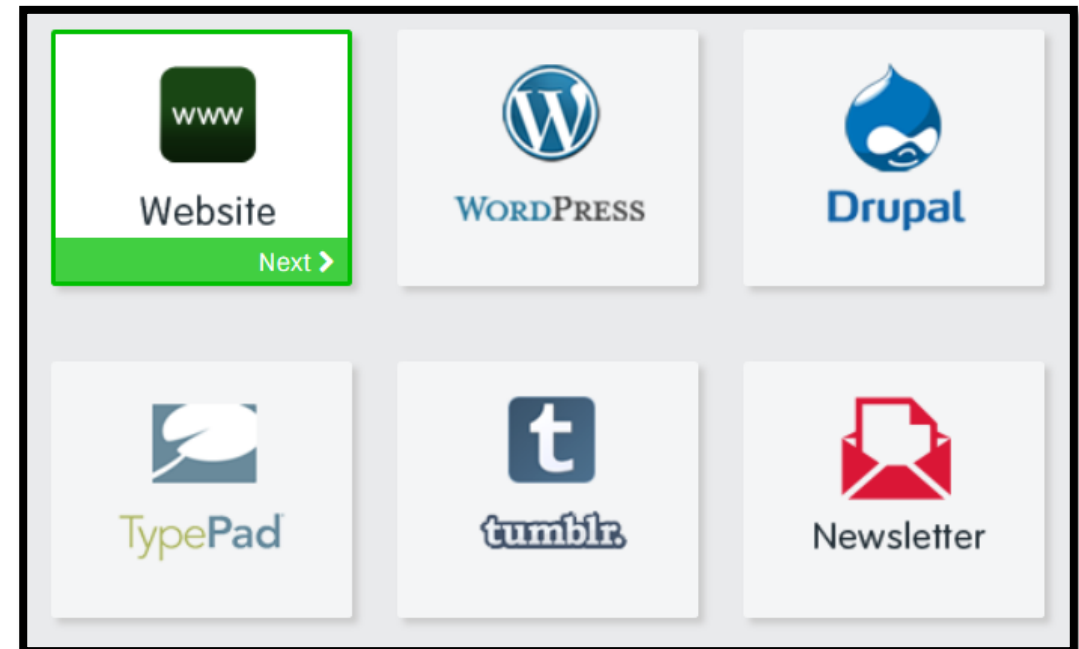 www
Website
Next
WORDPRESS
Drupal
TypePad
t
tumblr.
Newsletter